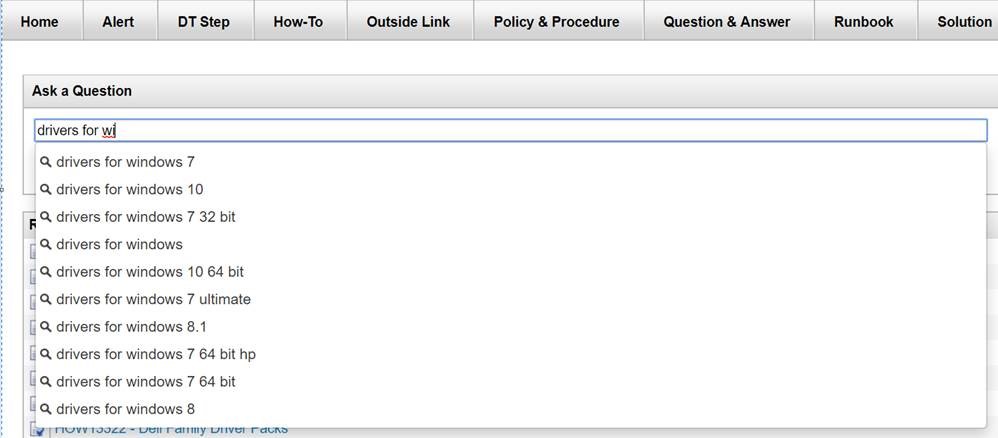 Home Alert DT Step How-To Outside Link Policy & Procedure Question & Answer Runbook Solution
Ask a Question
drivers for wi
drivers for windows 7
drivers for windows 10
drivers for windows 7 32 bit
drivers for windows
drivers for windows 10 64 bit
drivers for windows 7 ultimate
drivers for windows 8.1
drivers for windows 7 64 bit hp
drivers for windows 7 64 bit
drivers for windows 8
HOW13322 - Dell Family Driver Packs